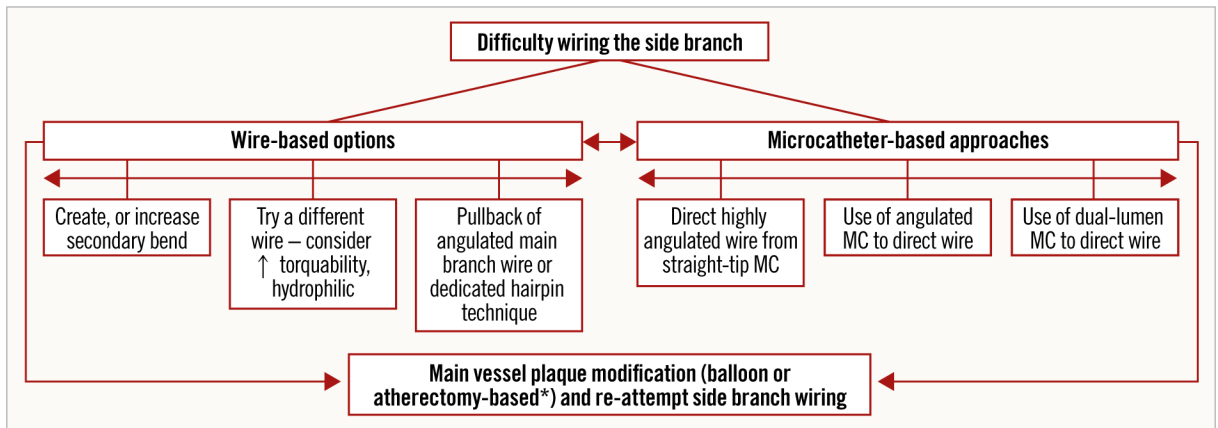 Difficulty wiring the side branch
Wire-based options
Microcatheter-based approaches
Create, or increase
secondary bend
Try a different
wire – consider
↑ torquability,
hydrophilic
Pullback of
angulated main
branch wire or
dedicated hairpin
technique
Direct highly
angulated wire from
straight-tip MC
Use of angulated
MC to direct wire
Use of dual-lumen
MC to direct wire
Main vessel plaque modification (balloon or
atherectomy-based*) and re-attempt side branch wiring